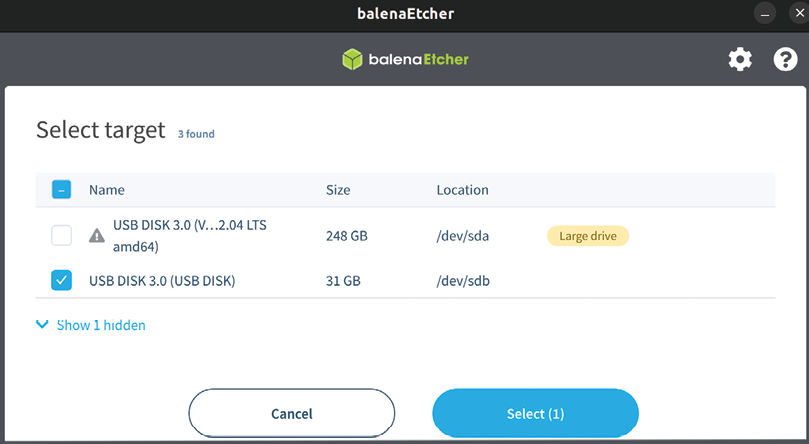 balenaEtcher
balenaEtcher
Select target 3 found
Name Size Location
USB DISK 3.0 (V...2.04 LTS
amd64) 248 GB /dev/sda Large drive
USB DISK 3.0 (USB DISK) 31 GB /dev/sdb
Show 1 hidden
Cancel Select (1)